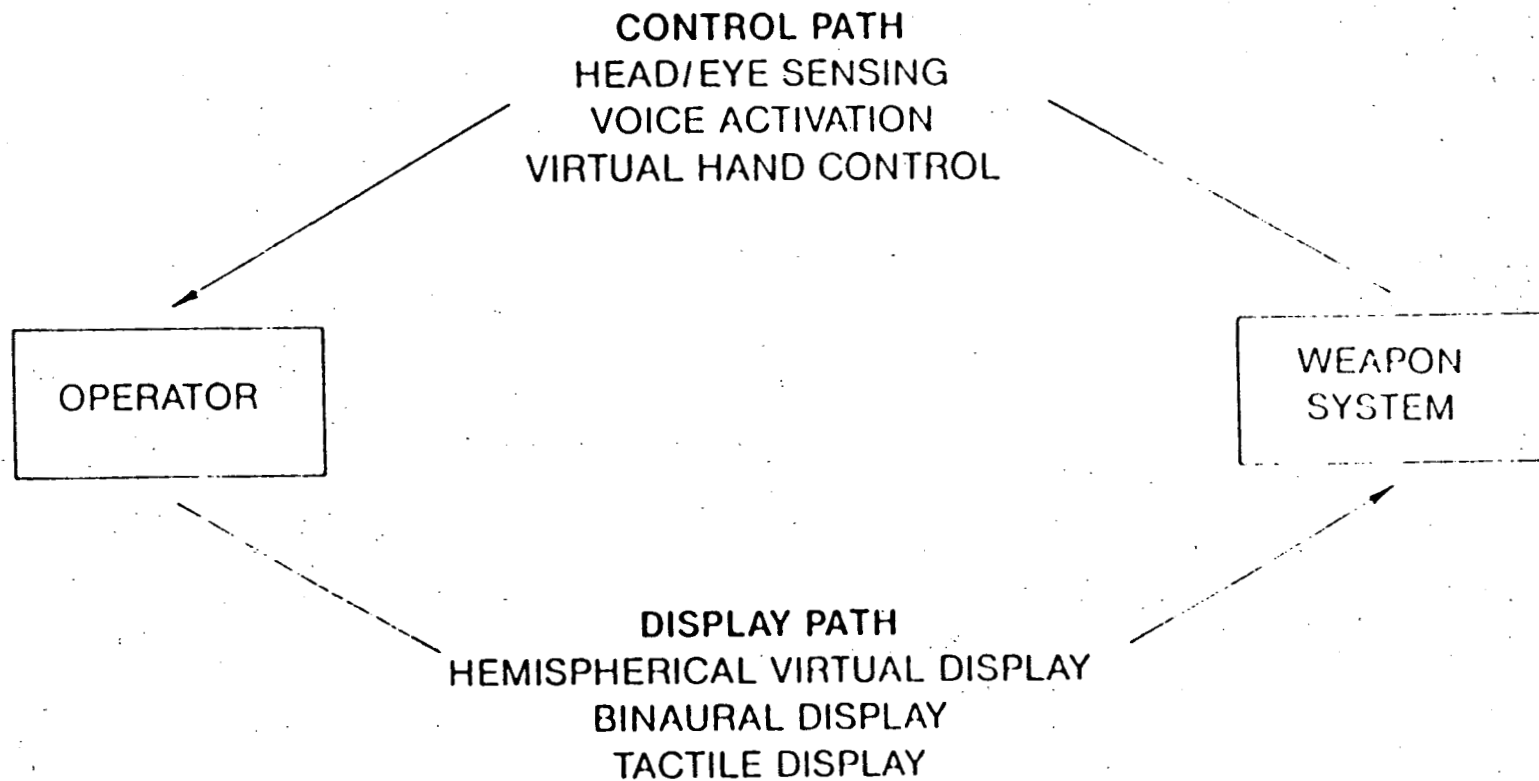 CONTROL PATH
HEAD/EYE SENSING
VOICE ACTIVATION
VIRTUAL HAND CONTROL
OPERATOR
WEAPON
SYSTEM
DISPLAY PATH
HEMISPHERICAL VIRTUAL DISPLAY
BINAURAL DISPLAY
TACTILE DISPLAY